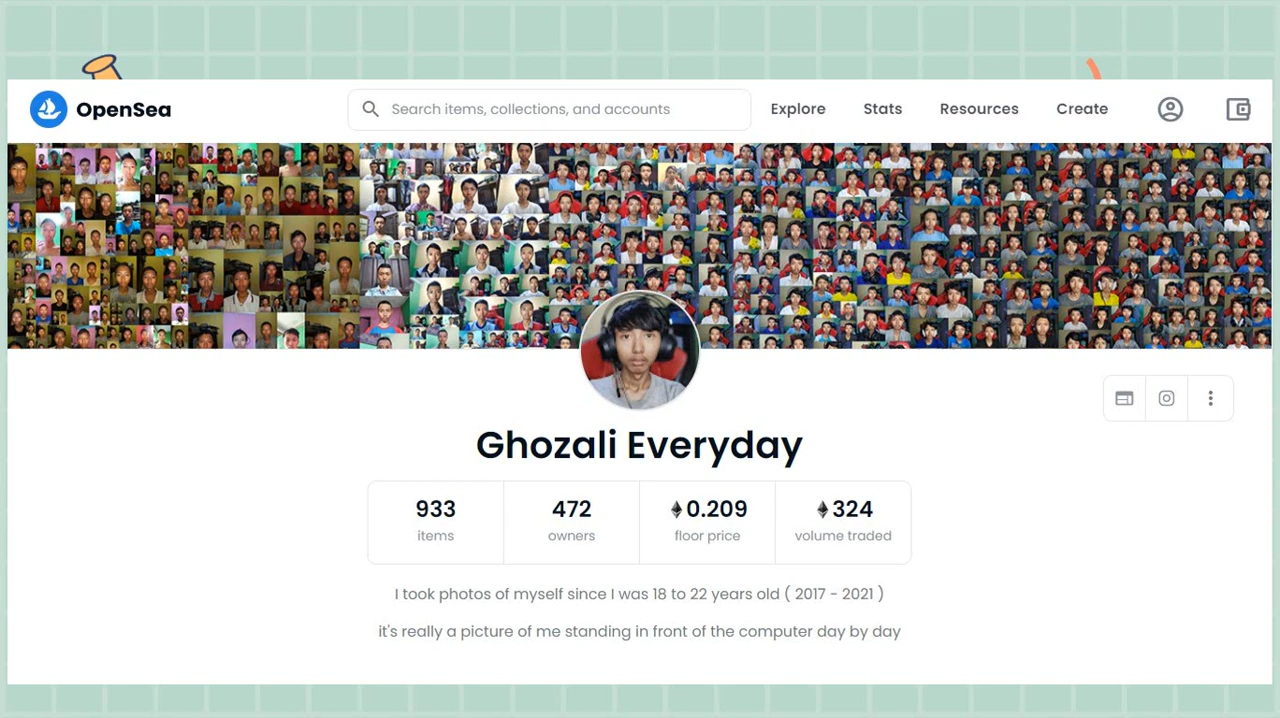 OpenSea
Search items, collections, and accounts
Explore
Stats
Resources
Create
Ghozali Everyday
933
items
472
owners
0.209
floor price
324
volume traded
I took photos of myself since I was 18 to 22 years old ( 2017 - 2021 )
it's really a picture of me standing in front of the computer day by day